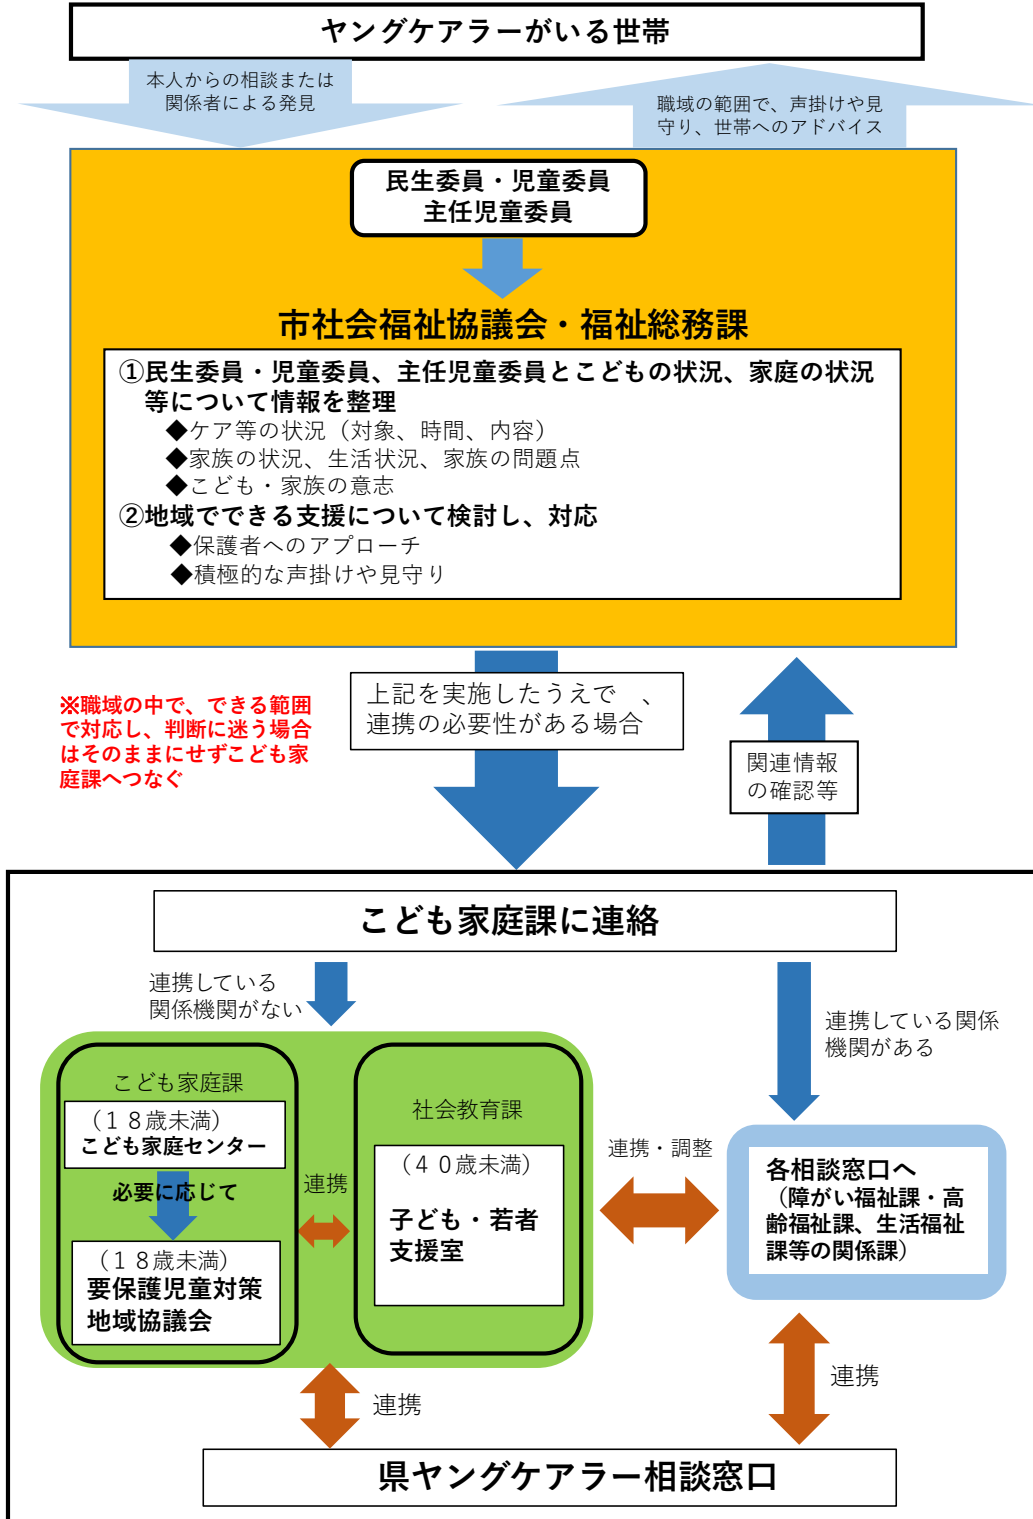 ヤングケアラーがいる世帯
本人からの相談または
関係者による発見
職域の範囲で、声掛けや見
守り、世帯へのアドバイス
民生委員・児童委員
主任児童委員
市社会福祉協議会・福祉総務課
①民生委員・児童委員、主任児童委員とこどもの状況、家庭の状況
等について情報を整理
◆ケア等の状況（対象、時間、内容）
◆家族の状況、生活状況、家族の問題点
◆こども・家族の意志
②地域でできる支援について検討し、対応
◆保護者へのアプローチ
◆積極的な声掛けや見守り
※職域の中で、できる範囲
で対応し、判断に迷う場合
はそのままにせずこども家
庭課へつなぐ
上記を実施したうえで　、
連携の必要性がある場合
関連情報
の確認等
こども家庭課に連絡
連携している
関係機関がない
連携している関係
機関がある
こども家庭課
（１８歳未満）
こども家庭センター
必要に応じて
（１８歳未満）
要保護児童対策
地域協議会
連携
社会教育課
（４０歳未満）
子ども・若者
支援室
連携・調整
各相談窓口へ
（障がい福祉課・高
齢福祉課、生活福祉
課等の関係課）
連携
連携
県ヤングケアラー相談窓口